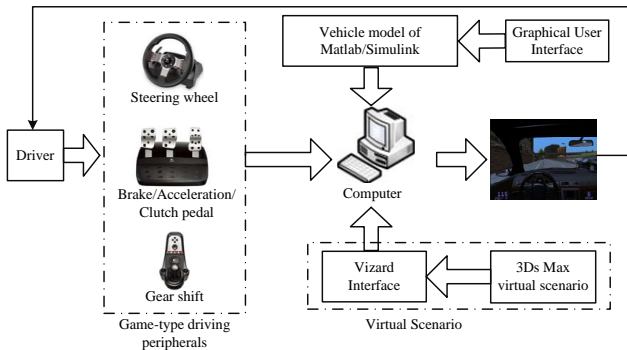 Vehicle model of
Matlab/Simulink
Graphical User
Interface
Steering wheel
Driver
Brake/Acceleration/
Clutch pedal
Computer
Gear shift
Vizard
Interface
3Ds Max
virtual scenario
Game-type driving
peripherals
Virtual Scenario